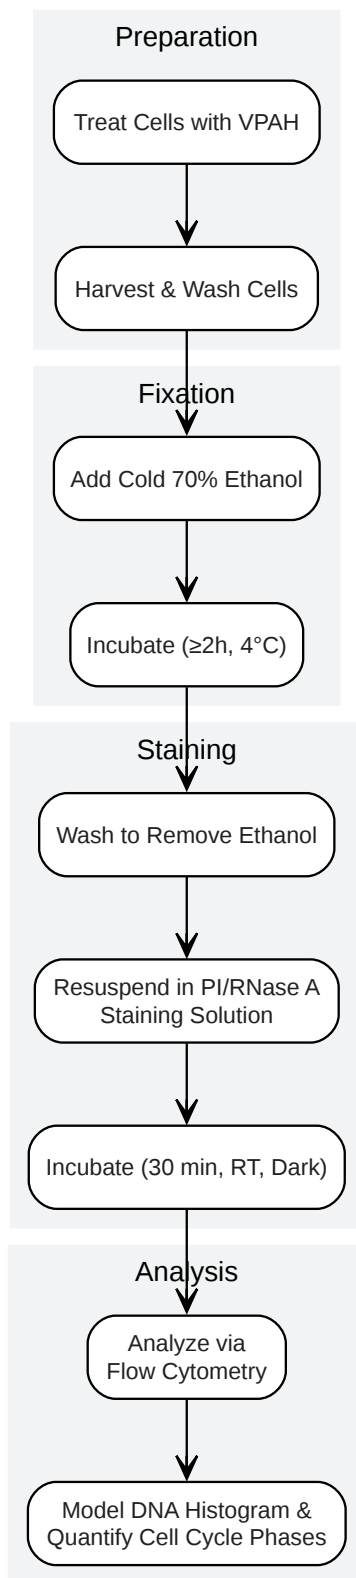 Preparation
Treat Cells with VPAH
Harvest & Wash Cells
Fixation
Add Cold 70% Ethanol
Incubate (≥2h, 4°C)
Staining
Wash to Remove Ethanol
Resuspend in PI/RNase A
Staining Solution
Incubate (30 min, RT, Dark)
Analysis
Analyze via
Flow Cytometry
Model DNA Histogram &
Quantify Cell Cycle Phases